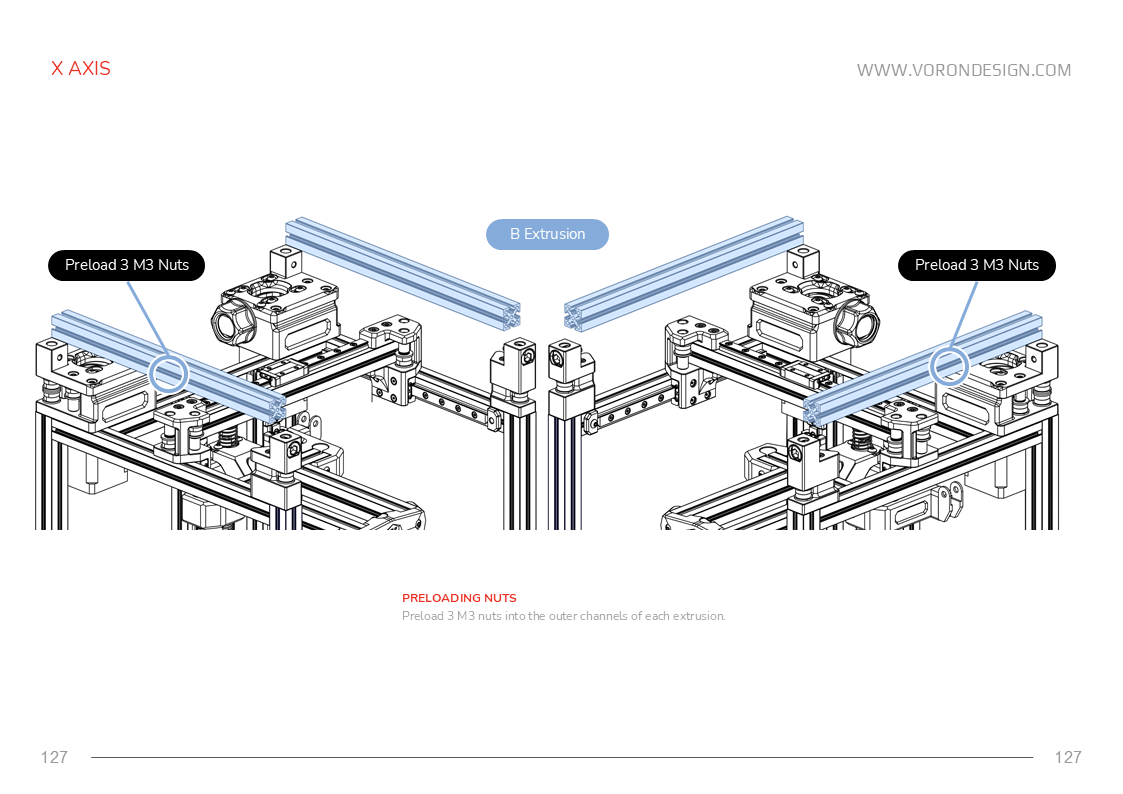 X AXIS
WWW.VORONDESIGN.COM
B Extrusion
Preload 3 M3 Nuts
Preload 3 M3 Nuts
PRELOADING NUTS
Preload 3 M3 nuts into the outer channels of each extrusion.
127
127